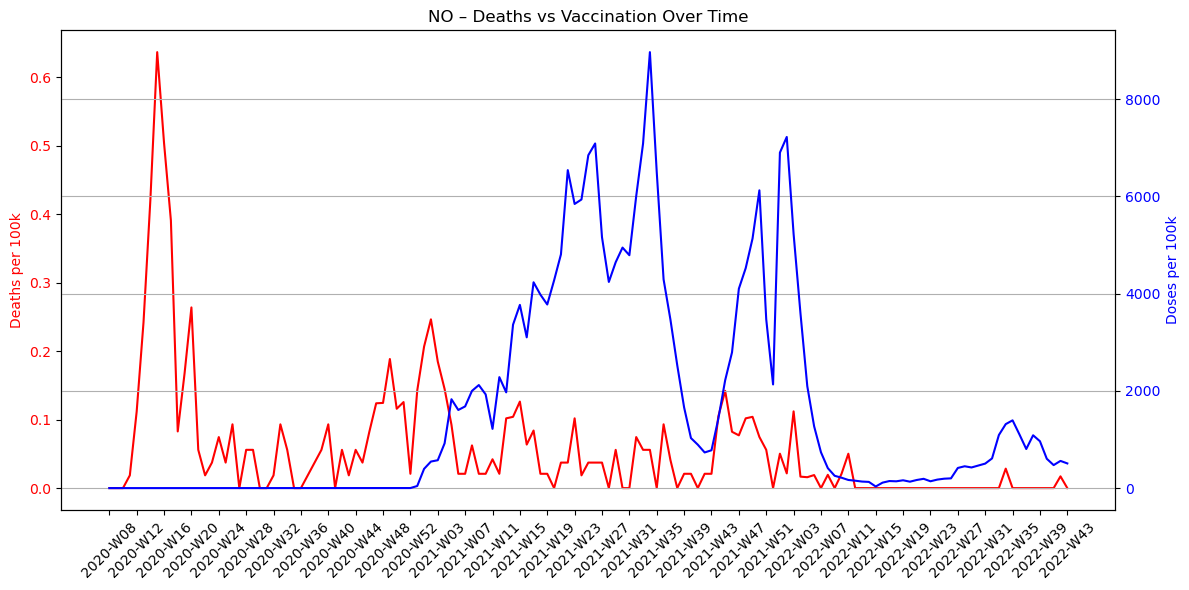 NO – Deaths vs Vaccination Over Time
Deaths per 100k
0.6
0.5
0.4
0.3
0.2
0.1
0.0
8000
6000
4000
2000
0
Doses per 100k
2020-W08
2020-W12
2020-W16
2020-W20
2020-W24
2020-W28
2020-W32
2020-W36
2020-W40
2020-W44
2020-W48
2020-W52
2021-W03
2021-W07
2021-W11
2021-W15
2021-W19
2021-W23
2021-W27
2021-W31
2021-W35
2021-W39
2021-W43
2021-W47
2021-W51
2022-W03
2022-W07
2022-W11
2022-W15
2022-W19
2022-W23
2022-W27
2022-W31
2022-W35
2022-W39
2022-W43